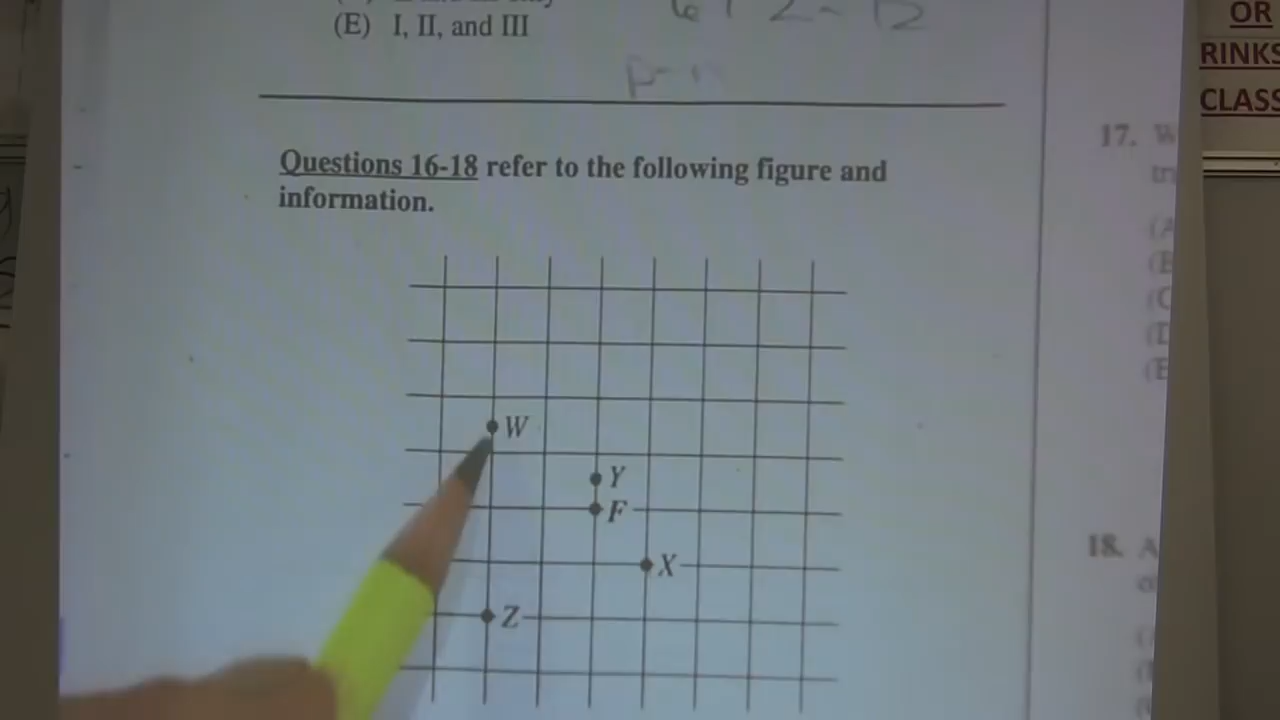 (E) I, II, and III
OR
RINKS
CLASS
Questions 16-18 refer to the following figure and
information.
17. W
(A
(B
(C
(D
(E
W
Y
F
X
Z
18. A